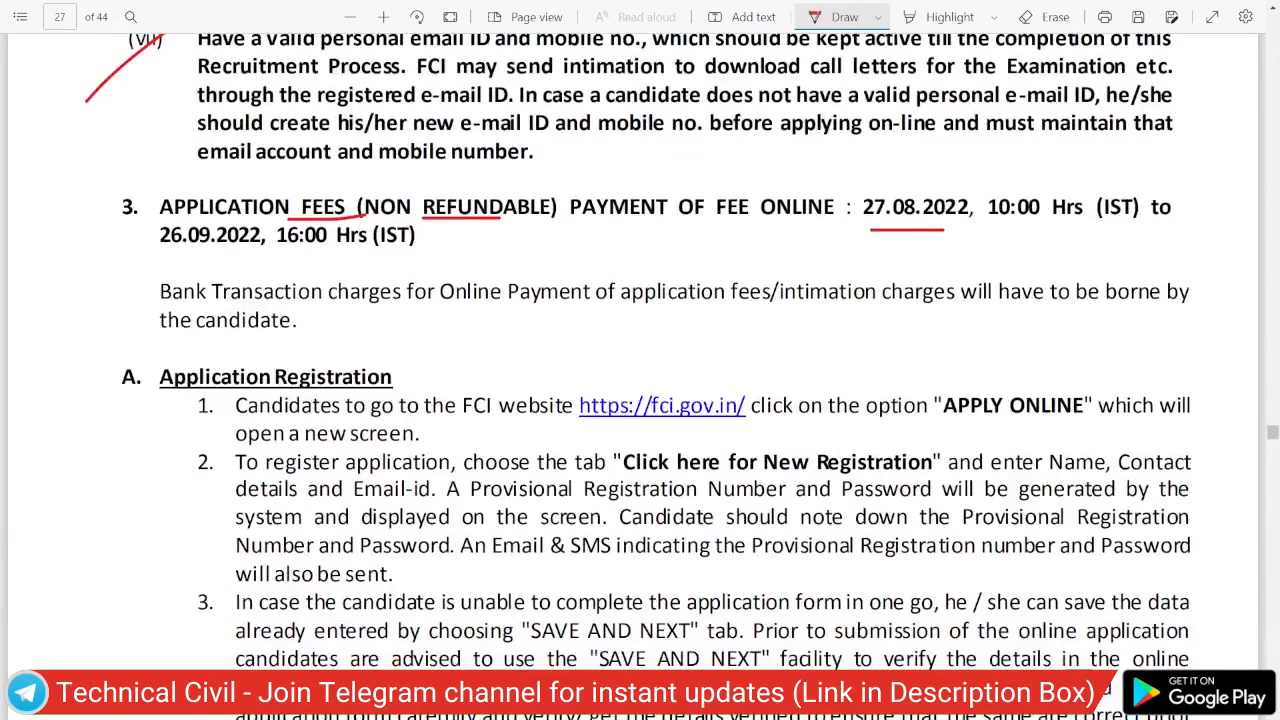 27 of 44 Page view Read aloud Add text Draw Highlight Erase
(vii) Have a valid personal email ID and mobile no., which should be kept active till the completion of this
Recruitment Process. FCI may send intimation to download call letters for the Examination etc.
through the registered e-mail ID. In case a candidate does not have a valid personal e-mail ID, he/she
should create his/her new e-mail ID and mobile no. before applying on-line and must maintain that
email account and mobile number.
3. APPLICATION FEES (NON REFUNDABLE) PAYMENT OF FEE ONLINE : 27.08.2022, 10:00 Hrs (IST) to
26.09.2022, 16:00 Hrs (IST)
Bank Transaction charges for Online Payment of application fees/intimation charges will have to be borne by
the candidate.
A. Application Registration
1. Candidates to go to the FCI website https://fci.gov.in/ click on the option "APPLY ONLINE" which will
open a new screen.
2. To register application, choose the tab "Click here for New Registration" and enter Name, Contact
details and Email-id. A Provisional Registration Number and Password will be generated by the
system and displayed on the screen. Candidate should note down the Provisional Registration
Number and Password. An Email & SMS indicating the Provisional Registration number and Password
will also be sent.
3. In case the candidate is unable to complete the application form in one go, he / she can save the data
already entered by choosing "SAVE AND NEXT" tab. Prior to submission of the online application
candidates are advised to use the "SAVE AND NEXT" facility to verify the details in the online
Technical Civil - Join Telegram channel for instant updates (Link in Description Box)
GET IT ON
Google Play